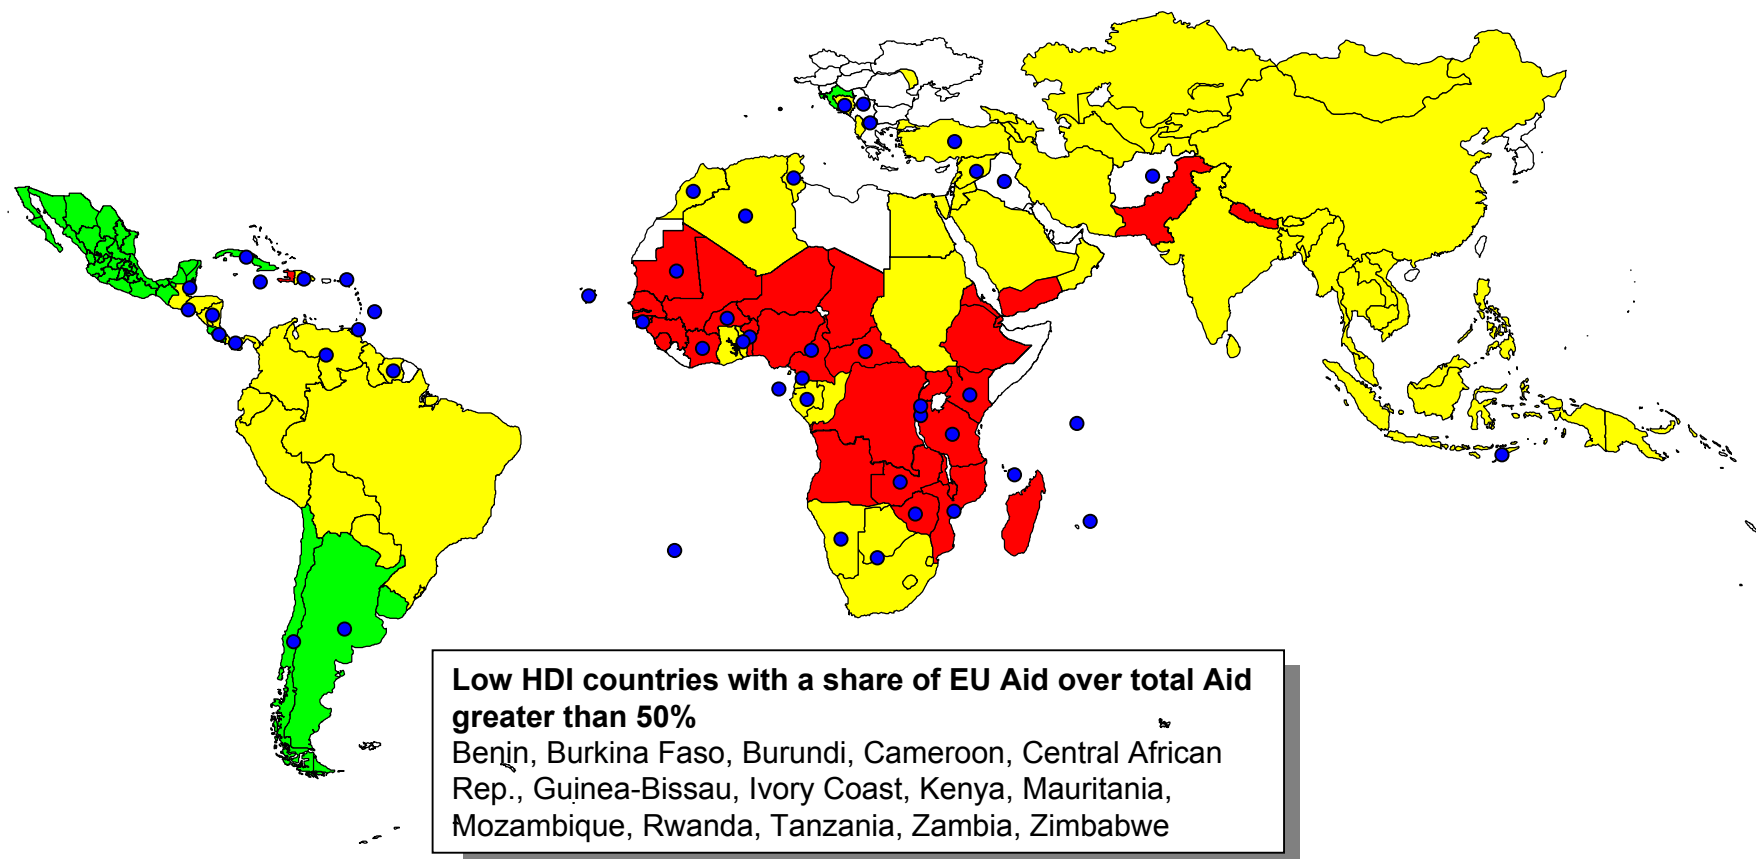 Low HDI countries with a share of EU Aid over total Aid
greater than 50%
Benin, Burkina Faso, Burundi, Cameroon, Central African
Rep., Guinea-Bissau, Ivory Coast, Kenya, Mauritania,
Mozambique, Rwanda, Tanzania, Zambia, Zimbabwe